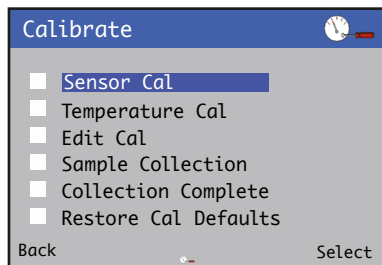 Calibrate
Sensor Cal
Temperature Cal
Edit Cal
Sample Collection
Collection Complete
Restore Cal Defaults
Back Select